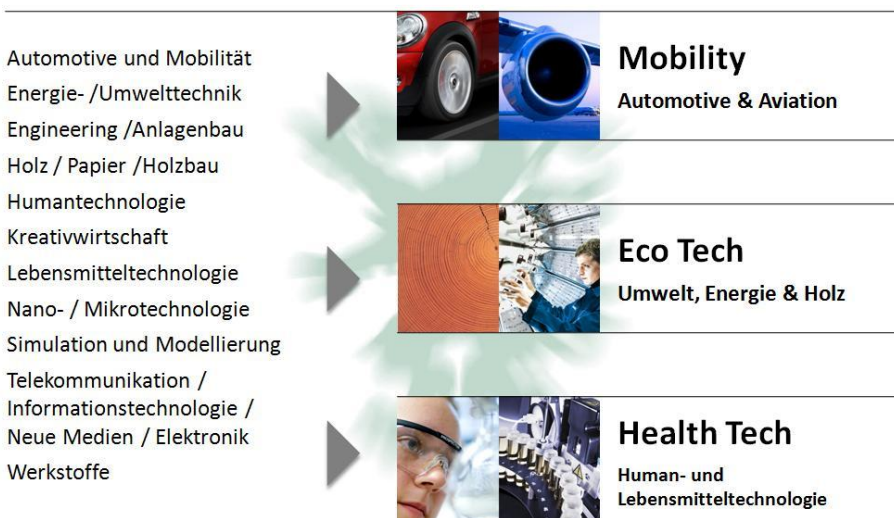 Automotive und Mobilität
Energie- /Umwelttechnik
Engineering /Anlagenbau
Holz / Papier /Holzbau
Humantechnologie
Kreativwirtschaft
Lebensmitteltechnologie
Nano- / Mikrotechnologie
Simulation und Modellierung
Telekommunikation /
Informationstechnologie /
Neue Medien / Elektronik
Werkstoffe
Mobility
Automotive & Aviation
Eco Tech
Umwelt, Energie & Holz
Health Tech
Human- und
Lebensmitteltechnologie